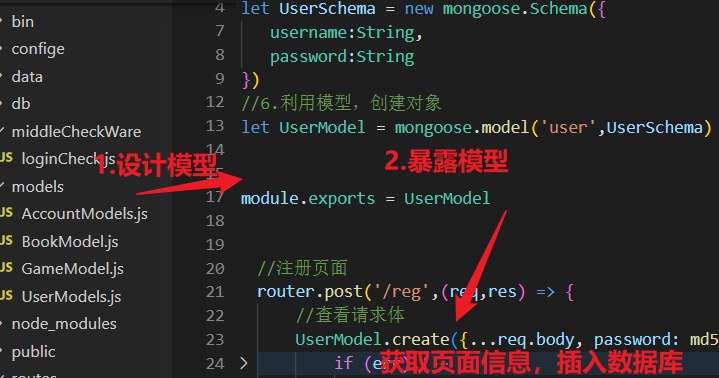 bin
confige
data
db
middleCheckWare
JS loginCheck.js
models
JS AccountModels.js
JS BookModel.js
JS GameModel.js
JS UserModels.js
node_modules
public
routes
4 let UserSchema = new mongoose.Schema({
7 username:String,
8 password:String
9 })
12 //6.利用模型，创建对象
13 let UserModel = mongoose.model('user',UserSchema)
14
15
1.设计模型
2.暴露模型
17 module.exports = UserModel
18
19
20 //注册页面
21 router.post('/reg',(req,res) => {
22 //查看请求体
23 UserModel.create({...req.body, password: md5
24 if (err)
获取页面信息，插入数据库